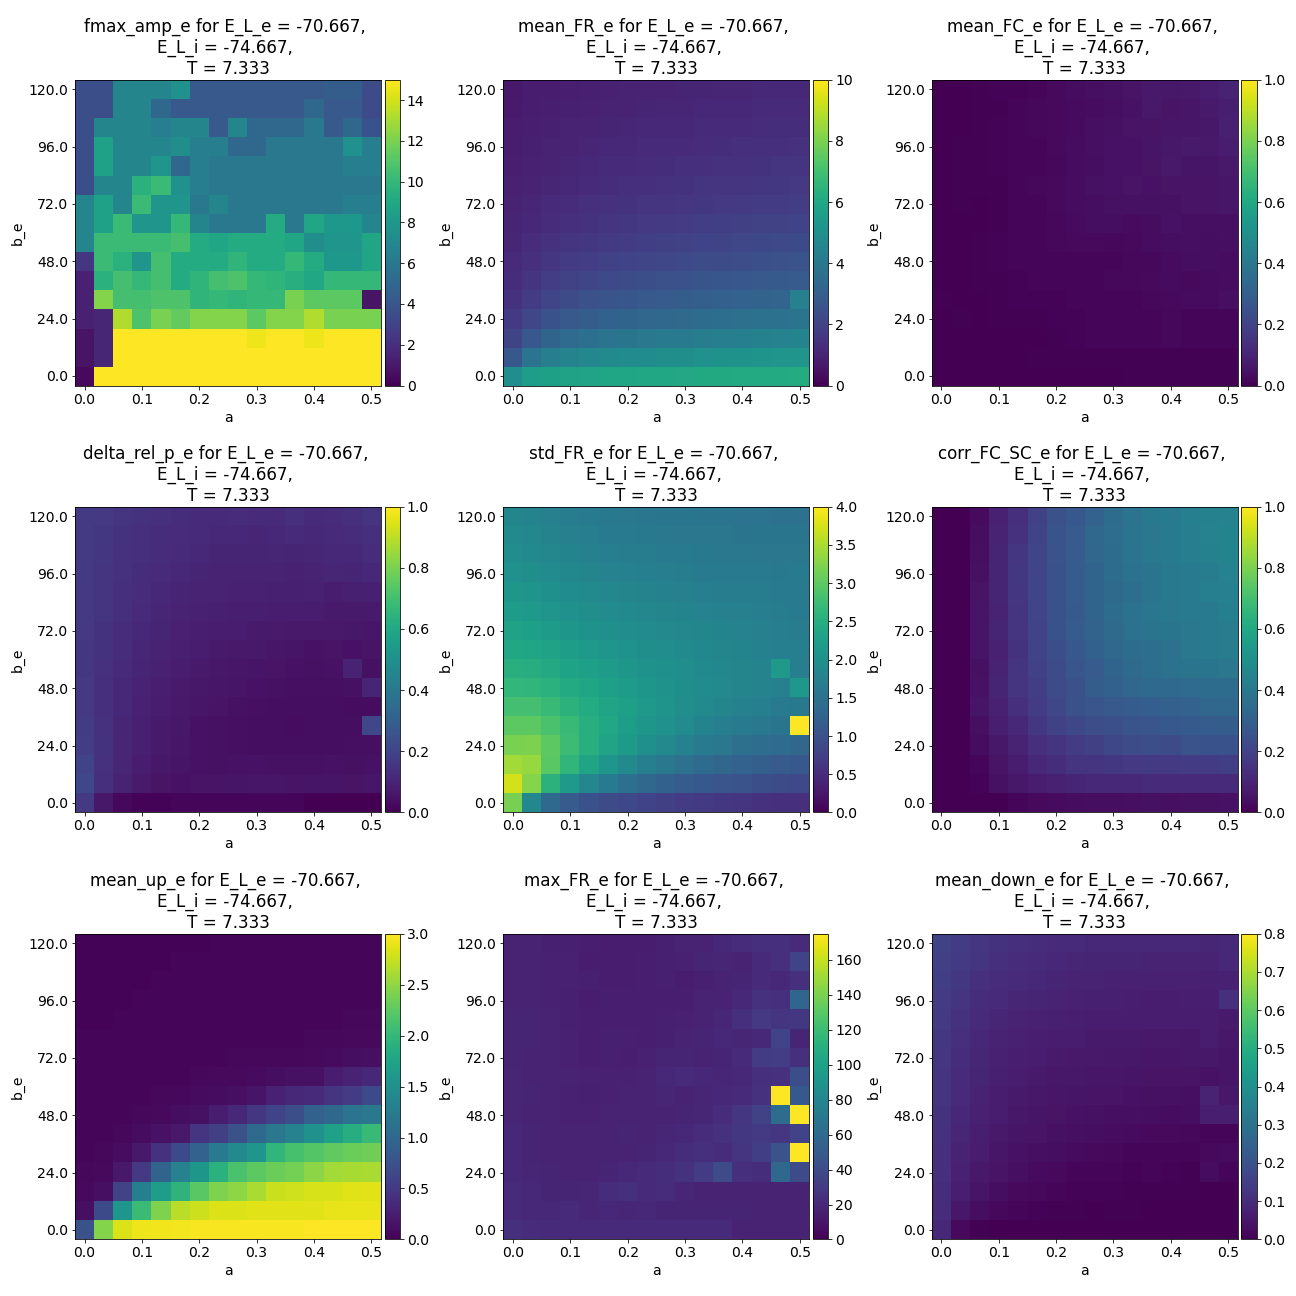 fmax_amp_e for E_L_e = -70.667,
E_L_i = -74.667,
T = 7.333
120.0
96.0
72.0
48.0
24.0
0.0
b_e
0.0 0.1 0.2 0.3 0.4 0.5
a
14
12
10
8
6
4
2
0
mean_FR_e for E_L_e = -70.667,
E_L_i = -74.667,
T = 7.333
120.0
96.0
72.0
48.0
24.0
0.0
b_e
0.0 0.1 0.2 0.3 0.4 0.5
a
10
8
6
4
2
0
mean_FC_e for E_L_e = -70.667,
E_L_i = -74.667,
T = 7.333
120.0
96.0
72.0
48.0
24.0
0.0
b_e
0.0 0.1 0.2 0.3 0.4 0.5
a
1.0
0.8
0.6
0.4
0.2
0.0
delta_rel_p_e for E_L_e = -70.667,
E_L_i = -74.667,
T = 7.333
120.0
96.0
72.0
48.0
24.0
0.0
b_e
0.0 0.1 0.2 0.3 0.4 0.5
a
1.0
0.8
0.6
0.4
0.2
0.0
std_FR_e for E_L_e = -70.667,
E_L_i = -74.667,
T = 7.333
120.0
96.0
72.0
48.0
24.0
0.0
b_e
0.0 0.1 0.2 0.3 0.4 0.5
a
4.0
3.5
3.0
2.5
2.0
1.5
1.0
0.5
0.0
corr_FC_SC_e for E_L_e = -70.667,
E_L_i = -74.667,
T = 7.333
120.0
96.0
72.0
48.0
24.0
0.0
b_e
0.0 0.1 0.2 0.3 0.4 0.5
a
1.0
0.8
0.6
0.4
0.2
0.0
mean_up_e for E_L_e = -70.667,
E_L_i = -74.667,
T = 7.333
120.0
96.0
72.0
48.0
24.0
0.0
b_e
0.0 0.1 0.2 0.3 0.4 0.5
a
3.0
2.5
2.0
1.5
1.0
0.5
0.0
max_FR_e for E_L_e = -70.667,
E_L_i = -74.667,
T = 7.333
120.0
96.0
72.0
48.0
24.0
0.0
b_e
0.0 0.1 0.2 0.3 0.4 0.5
a
160
140
120
100
80
60
40
20
0
mean_down_e for E_L_e = -70.667,
E_L_i = -74.667,
T = 7.333
120.0
96.0
72.0
48.0
24.0
0.0
b_e
0.0 0.1 0.2 0.3 0.4 0.5
a
0.8
0.7
0.6
0.5
0.4
0.3
0.2
0.1
0.0